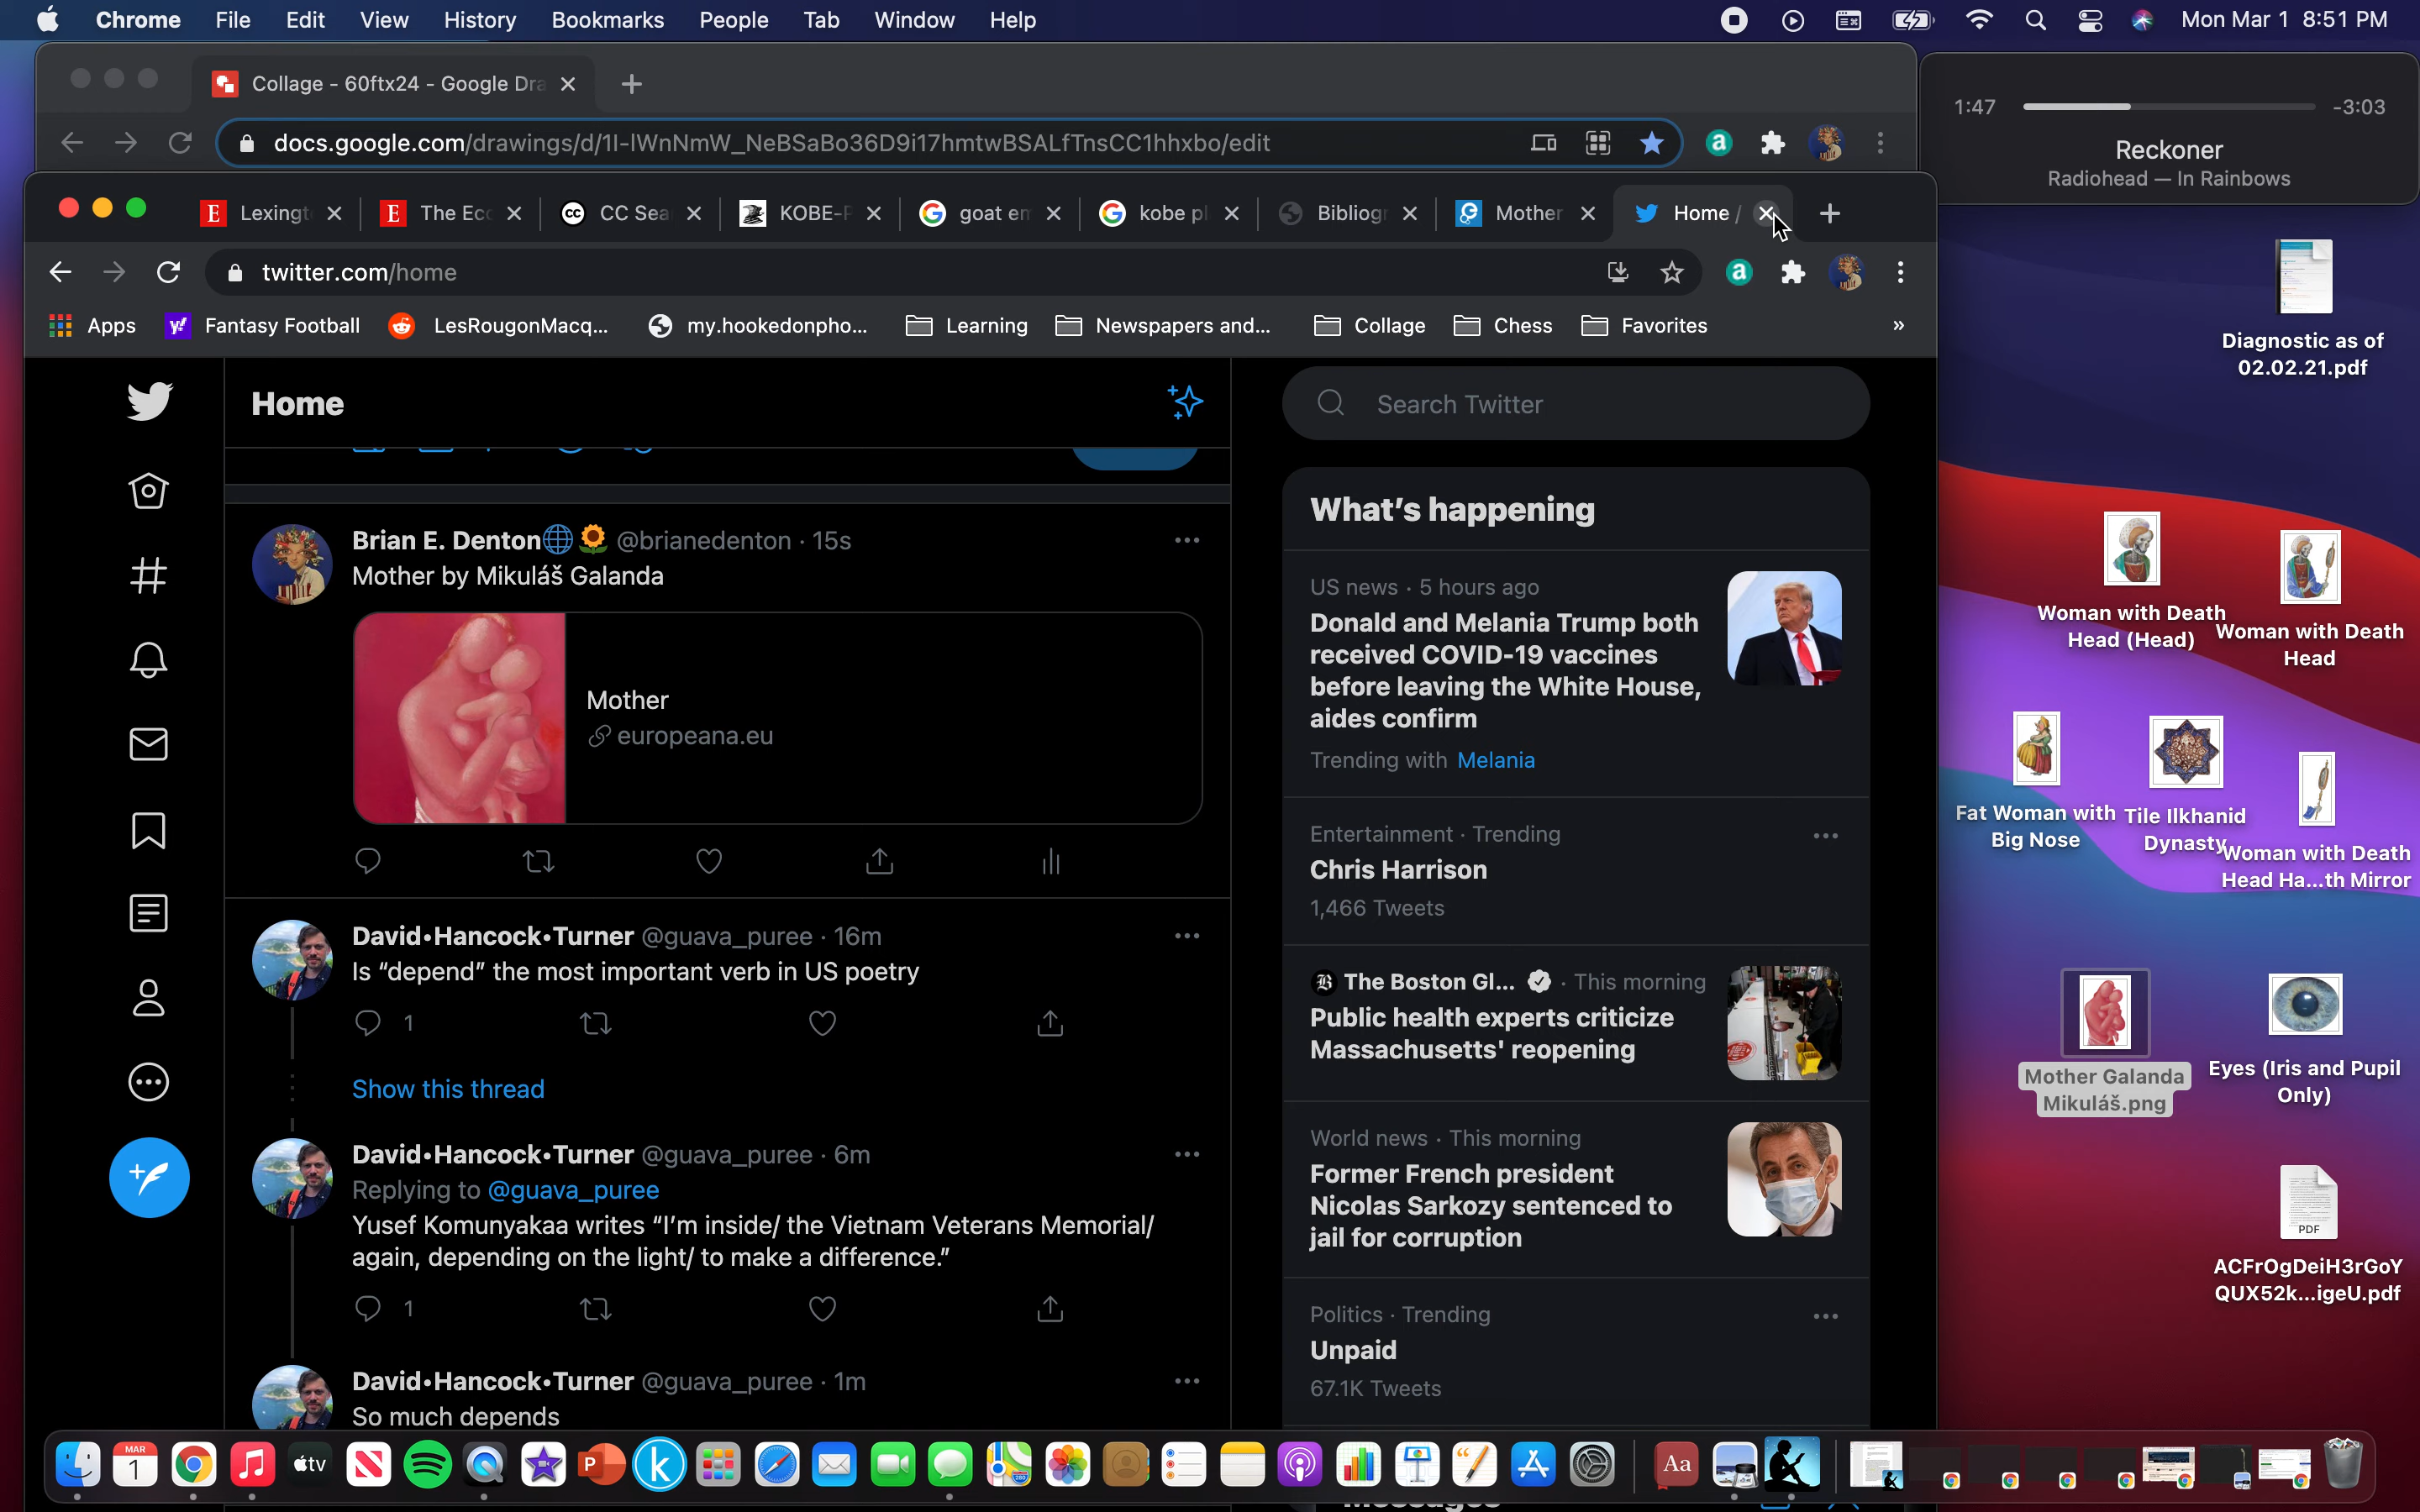 Chrome File Edit View History Bookmarks People Tab Window Help Mon Mar 1 8:51 PM
Collage - 60ftx24 - Google Dra
docs.google.com/drawings/d/1I-IWnNmW_NeBSaBo36D9i17hmtwBSALfTnsCC1hhxbo/edit
1:47 -3:03
Reckoner
Radiohead — In Rainbows
Lexingt The Ec CC Sea KOBE- goat em kobe pl Bibliogr Mother Home /
twitter.com/home
Apps Fantasy Football LesRougonMacq... my.hookedonpho... Learning Newspapers and... Collage Chess Favorites »
Home
Brian E. Denton @brianedenton · 15s
Mother by Mikuláš Galanda
Mother
europeana.eu
David•Hancock•Turner @guava_puree · 16m
Is “depend” the most important verb in US poetry
1
Show this thread
David•Hancock•Turner @guava_puree · 6m
Replying to @guava_puree
Yusef Komunyakaa writes “I’m inside/ the Vietnam Veterans Memorial/
again, depending on the light/ to make a difference.”
1
David•Hancock•Turner @guava_puree · 1m
So much depends
Search Twitter
What’s happening
US news · 5 hours ago
Donald and Melania Trump both
received COVID-19 vaccines
before leaving the White House,
aides confirm
Trending with Melania
Entertainment · Trending
Chris Harrison
1,466 Tweets
The Boston Gl... · This morning
Public health experts criticize
Massachusetts' reopening
World news · This morning
Former French president
Nicolas Sarkozy sentenced to
jail for corruption
Politics · Trending
Unpaid
67.1K Tweets
Messages
Diagnostic as of
02.02.21.pdf
Woman with Death
Head (Head)
Woman with Death
Head
Fat Woman with
Big Nose
Tile Ilkhanid
Dynasty
Woman with Death
Head Ha...th Mirror
Mother Galanda
Mikuláš.png
Eyes (Iris and Pupil
Only)
PDF
ACFrOgDeiH3rGoY
QUX52k...igeU.pdf
MAR
1
tv
P
k
280
Aa